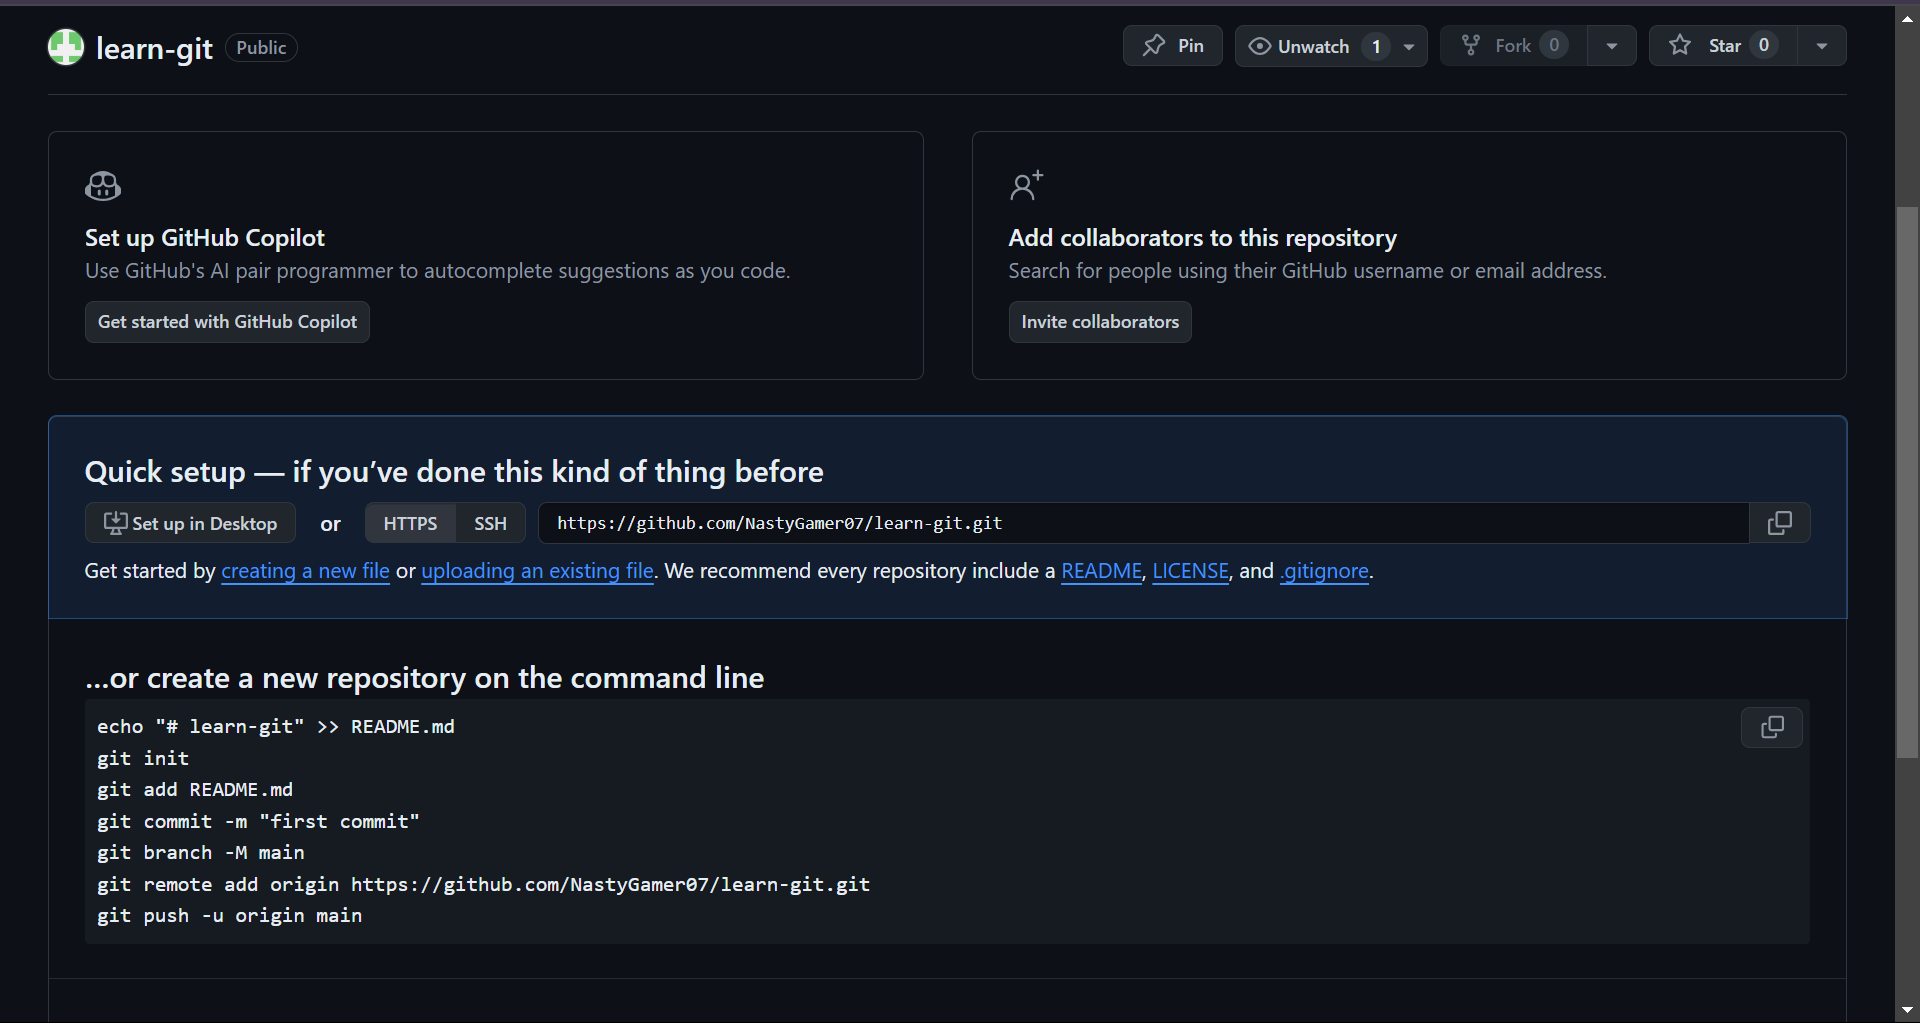 learn-git Public Pin Unwatch 1 Fork 0 Star 0
Set up GitHub Copilot
Use GitHub's AI pair programmer to autocomplete suggestions as you code.
Get started with GitHub Copilot
Add collaborators to this repository
Search for people using their GitHub username or email address.
Invite collaborators
Quick setup — if you’ve done this kind of thing before
Set up in Desktop or HTTPS SSH https://github.com/NastyGamer07/learn-git.git
Get started by creating a new file or uploading an existing file. We recommend every repository include a README, LICENSE, and .gitignore.
…or create a new repository on the command line
echo "# learn-git" >> README.md
git init
git add README.md
git commit -m "first commit"
git branch -M main
git remote add origin https://github.com/NastyGamer07/learn-git.git
git push -u origin main